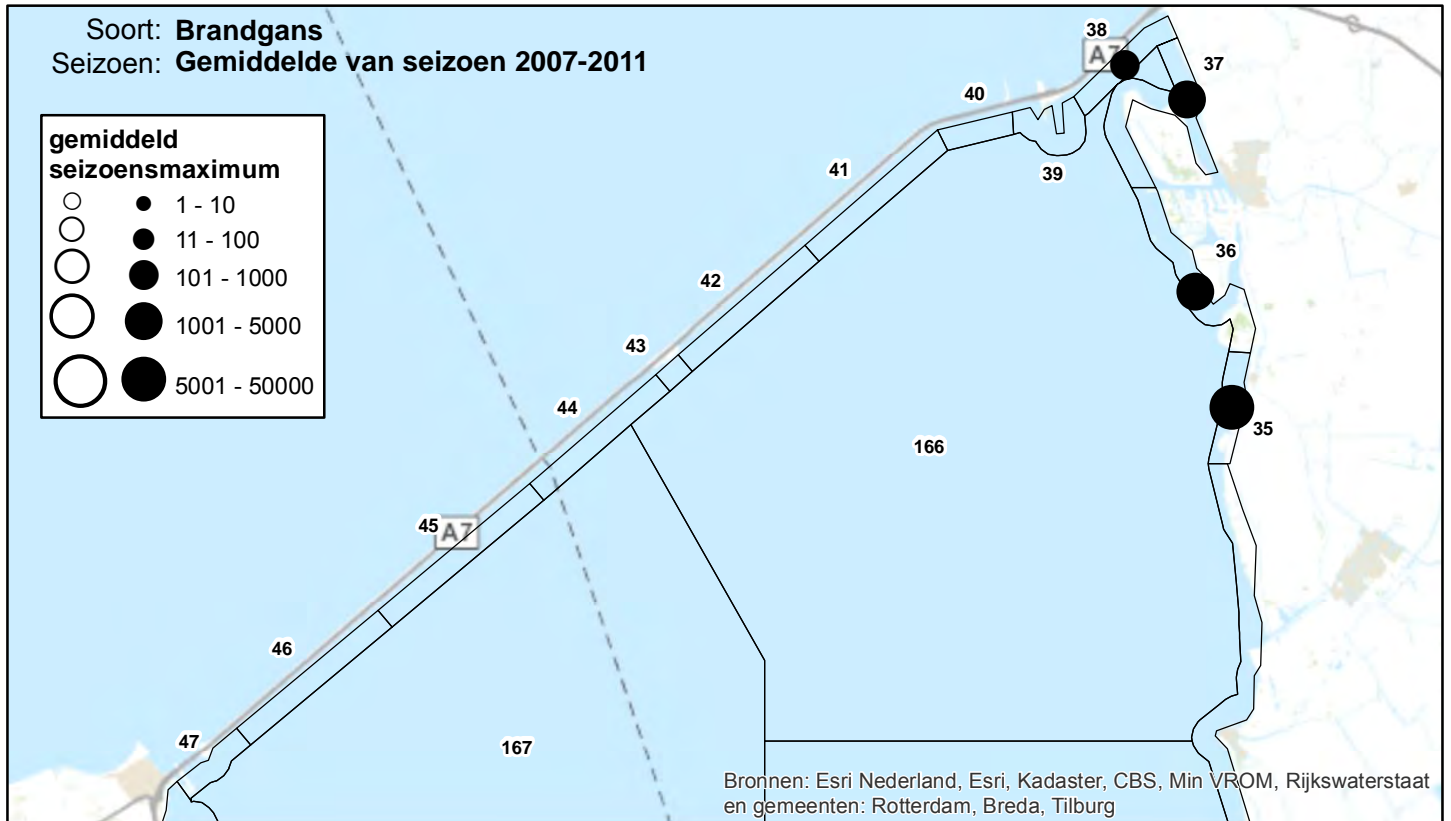 Soort: Brandgans
Seizoen: Gemiddelde van seizoen 2007-2011
gemiddeld
seizoensmaximum
1 - 10
11 - 100
101 - 1000
1001 - 5000
5001 - 50000
38
A7
37
40
41
39
36
42
43
44
35
166
45
A7
46
47
167
Bronnen: Esri Nederland, Esri, Kadaster, CBS, Min VROM, Rijkswaterstaat
en gemeenten: Rotterdam, Breda, Tilburg